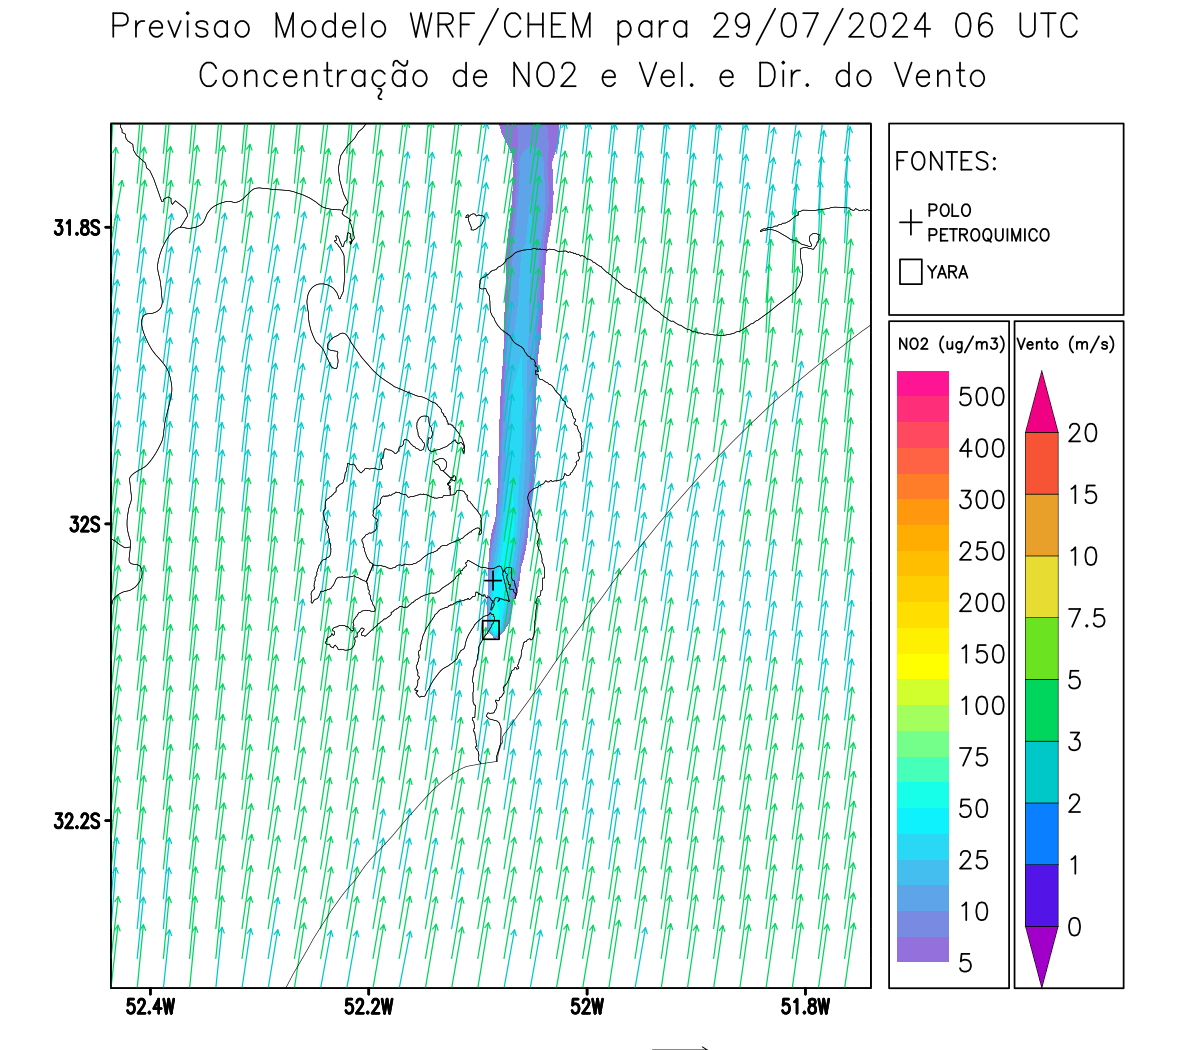 Previsao Modelo WRF/CHEM para 29/07/2024 06 UTC
Concentração de NO2 e Vel. e Dir. do Vento
FONTES:
POLO
PETROQUIMICO
YARA
NO2 (ug/m3)
500
400
300
250
200
150
100
75
50
25
10
5
Vento (m/s)
20
15
10
7.5
5
3
2
1
0
31.8S
32S
32.2S
52.4W
52.2W
52W
51.8W